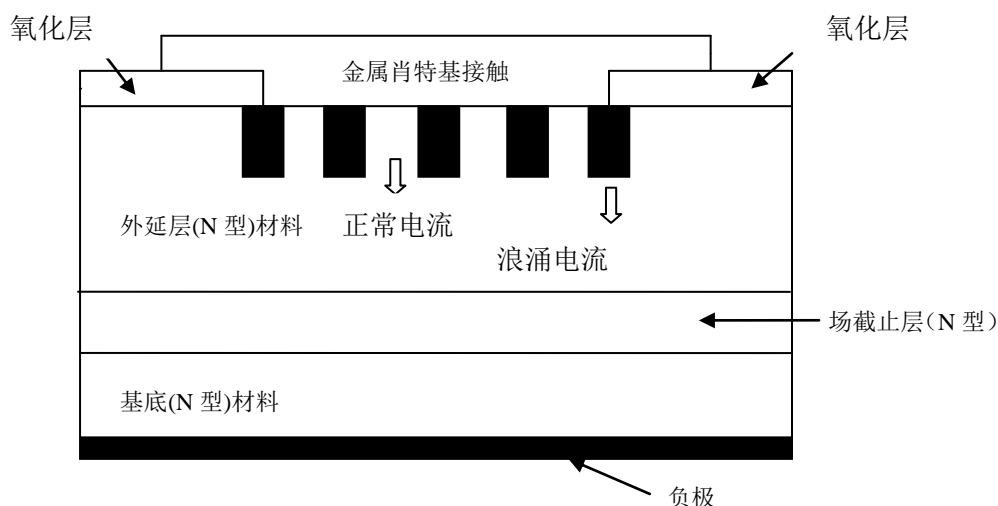 氧化层
氧化层
金属肖特基接触
外延层(N 型)材料
正常电流
浪涌电流
场截止层（N 型）
基底(N 型)材料
负极